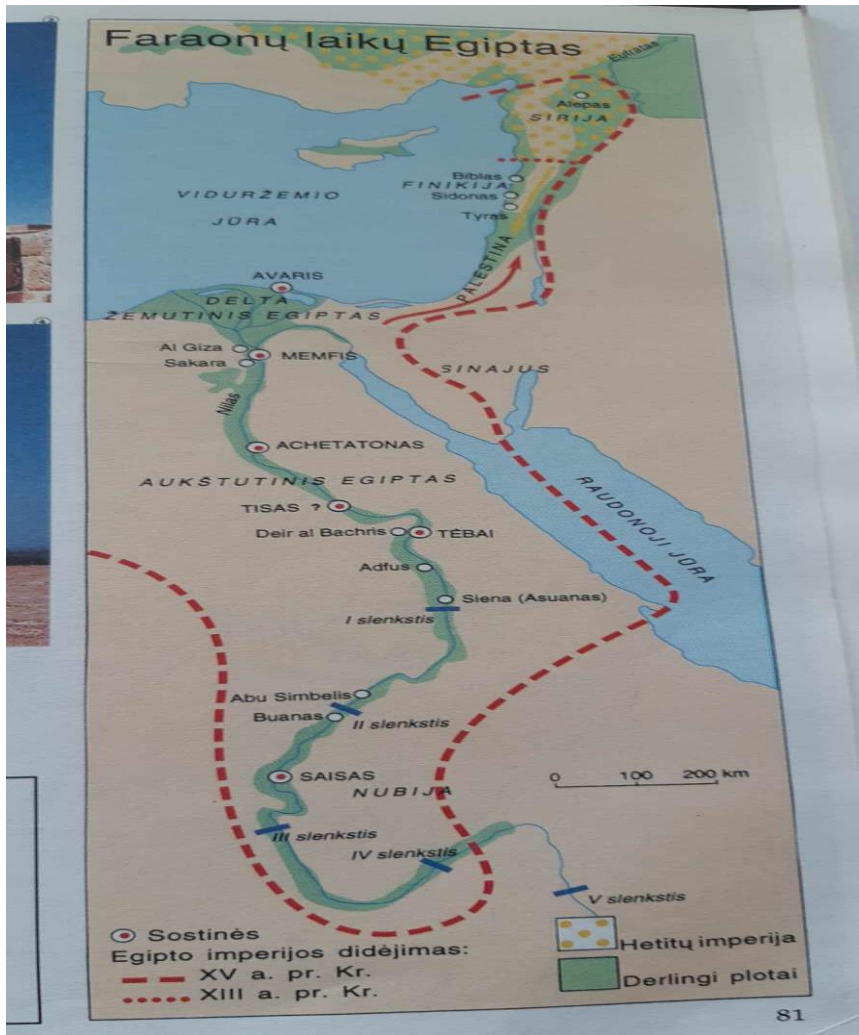 Faraonų laikų Egiptas
Eufratas
Alepas
SIRIJA
Biblas
FINIKIJA
Sidonas
Tyras
VIDURŽEMIO
JŪRA
PALESTINA
AVARIS
DELTA
ŽEMUTINIS EGIPTAS
Al Giza
Sakara
MEMFIS
SINAJUS
Nilas
ACHETATONAS
AUKŠTUTINIS EGIPTAS
RAUDONOJI JŪRA
TISAS ?
Deir al Bachris
TĖBAI
Adfus
Siena (Asuanas)
I slenkstis
Abu Simbelis
Buanas
II slenkstis
SAISAS
NUBIJA
0 100 200 km
III slenkstis
IV slenkstis
V slenkstis
Sostinės
Egipto imperijos didėjimas:
XV a. pr. Kr.
XIII a. pr. Kr.
Hetitų imperija
Derlingi plotai
81